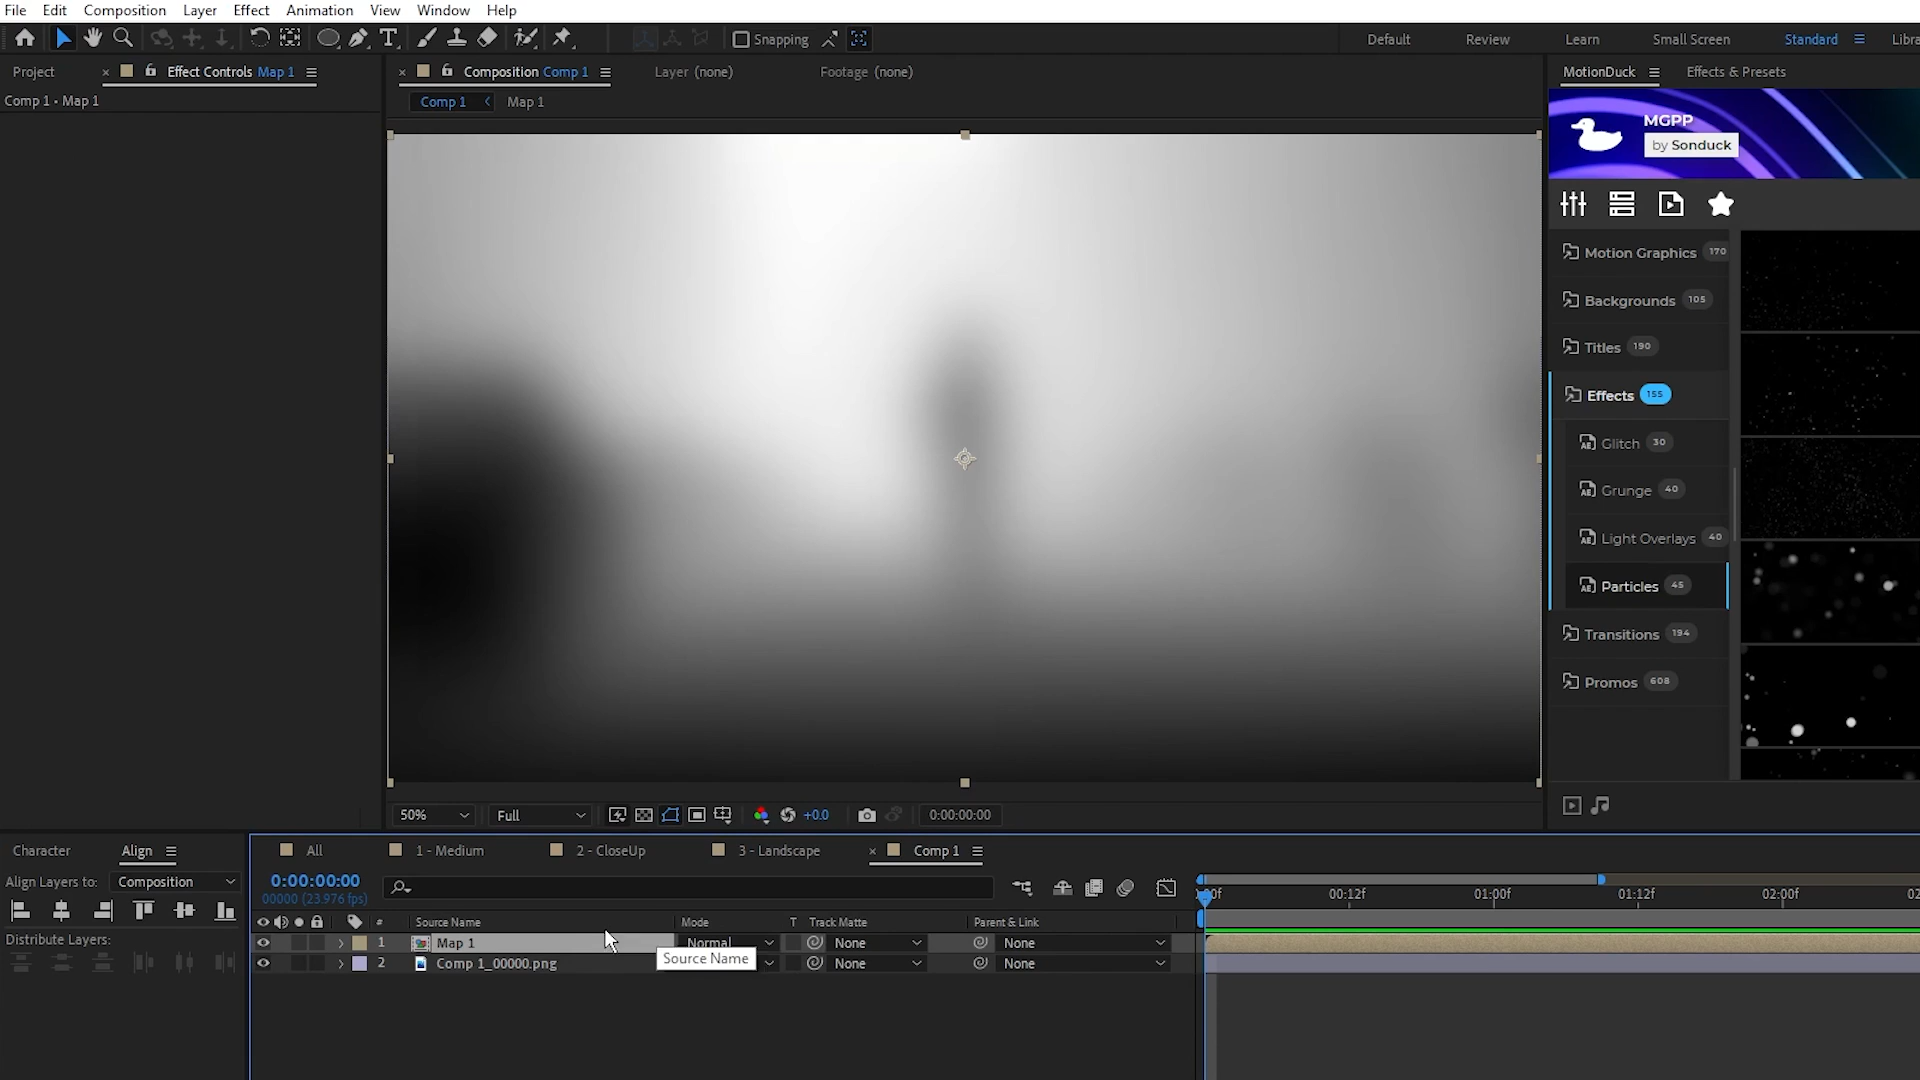 File Edit Composition Layer Effect Animation View Window Help
Snapping Default Review Learn Small Screen Standard
Project Effect Controls Map 1 Composition Comp 1 Layer (none) Footage (none) MotionDuck Effects & Presets
Comp 1 • Map 1
Comp 1 Map 1
MGPP
by Sonduck
Motion Graphics 170
Backgrounds 105
Titles 190
Effects 155
Glitch 30
Grunge 40
Light Overlays 40
Particles 45
Transitions 194
Promos 608
50% Full +0.0 0:00:00:00
Character Align All 1 - Medium 2 - CloseUp 3 - Landscape Comp 1
Align Layers to: Composition
0:00:00:00
00000 (23.976 fps)
00:12f 01:00f 01:12f 02:00f
# Source Name Mode T Track Matte Parent & Link
Distribute Layers:
1 Map 1 Normal None None
Source Name
2 Comp 1_00000.png None None